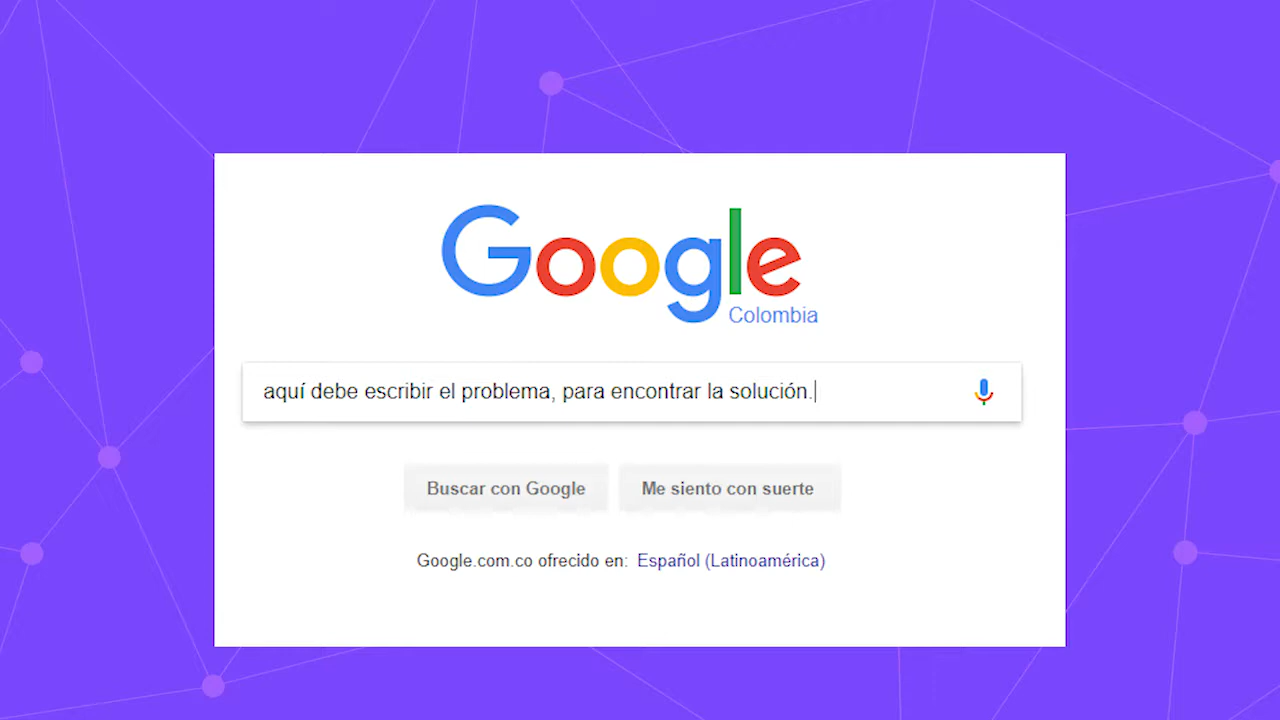 Google
Colombia
aquí debe escribir el problema, para encontrar la solución.
Buscar con Google Me siento con suerte
Google.com.co ofrecido en: Español (Latinoamérica)